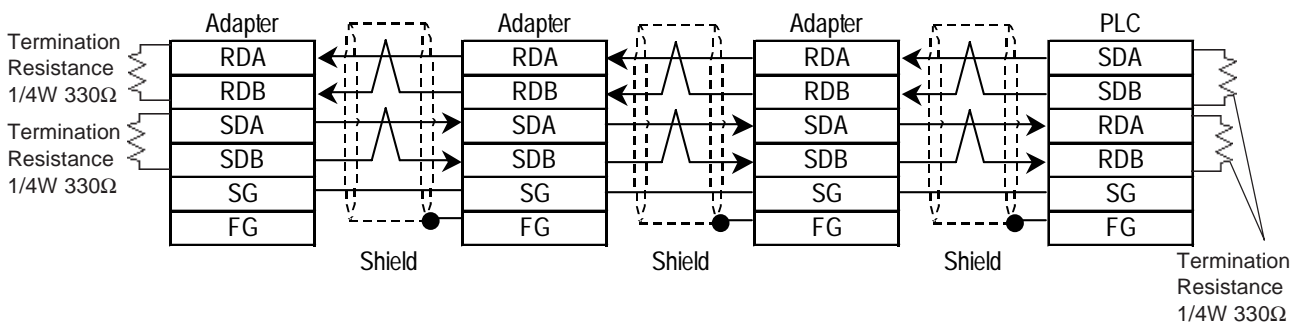 Adapter Adapter Adapter PLC
Termination
Resistance
1/4W 330Ω
Termination
Resistance
1/4W 330Ω
RDA RDA RDA SDA
RDB RDB RDB SDB
SDA SDA SDA RDA
SDB SDB SDB RDB
SG SG SG SG
FG FG FG FG
Shield Shield Shield
Termination
Resistance
1/4W 330Ω